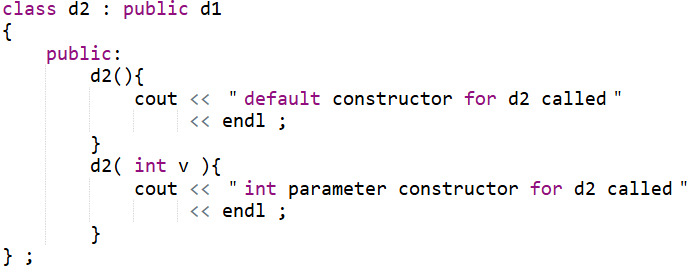 class d2 : public d1
{
public:
d2(){
cout << "default constructor for d2 called"
<< endl ;
}
d2( int v ){
cout << "int parameter constructor for d2 called"
<< endl ;
}
} ;